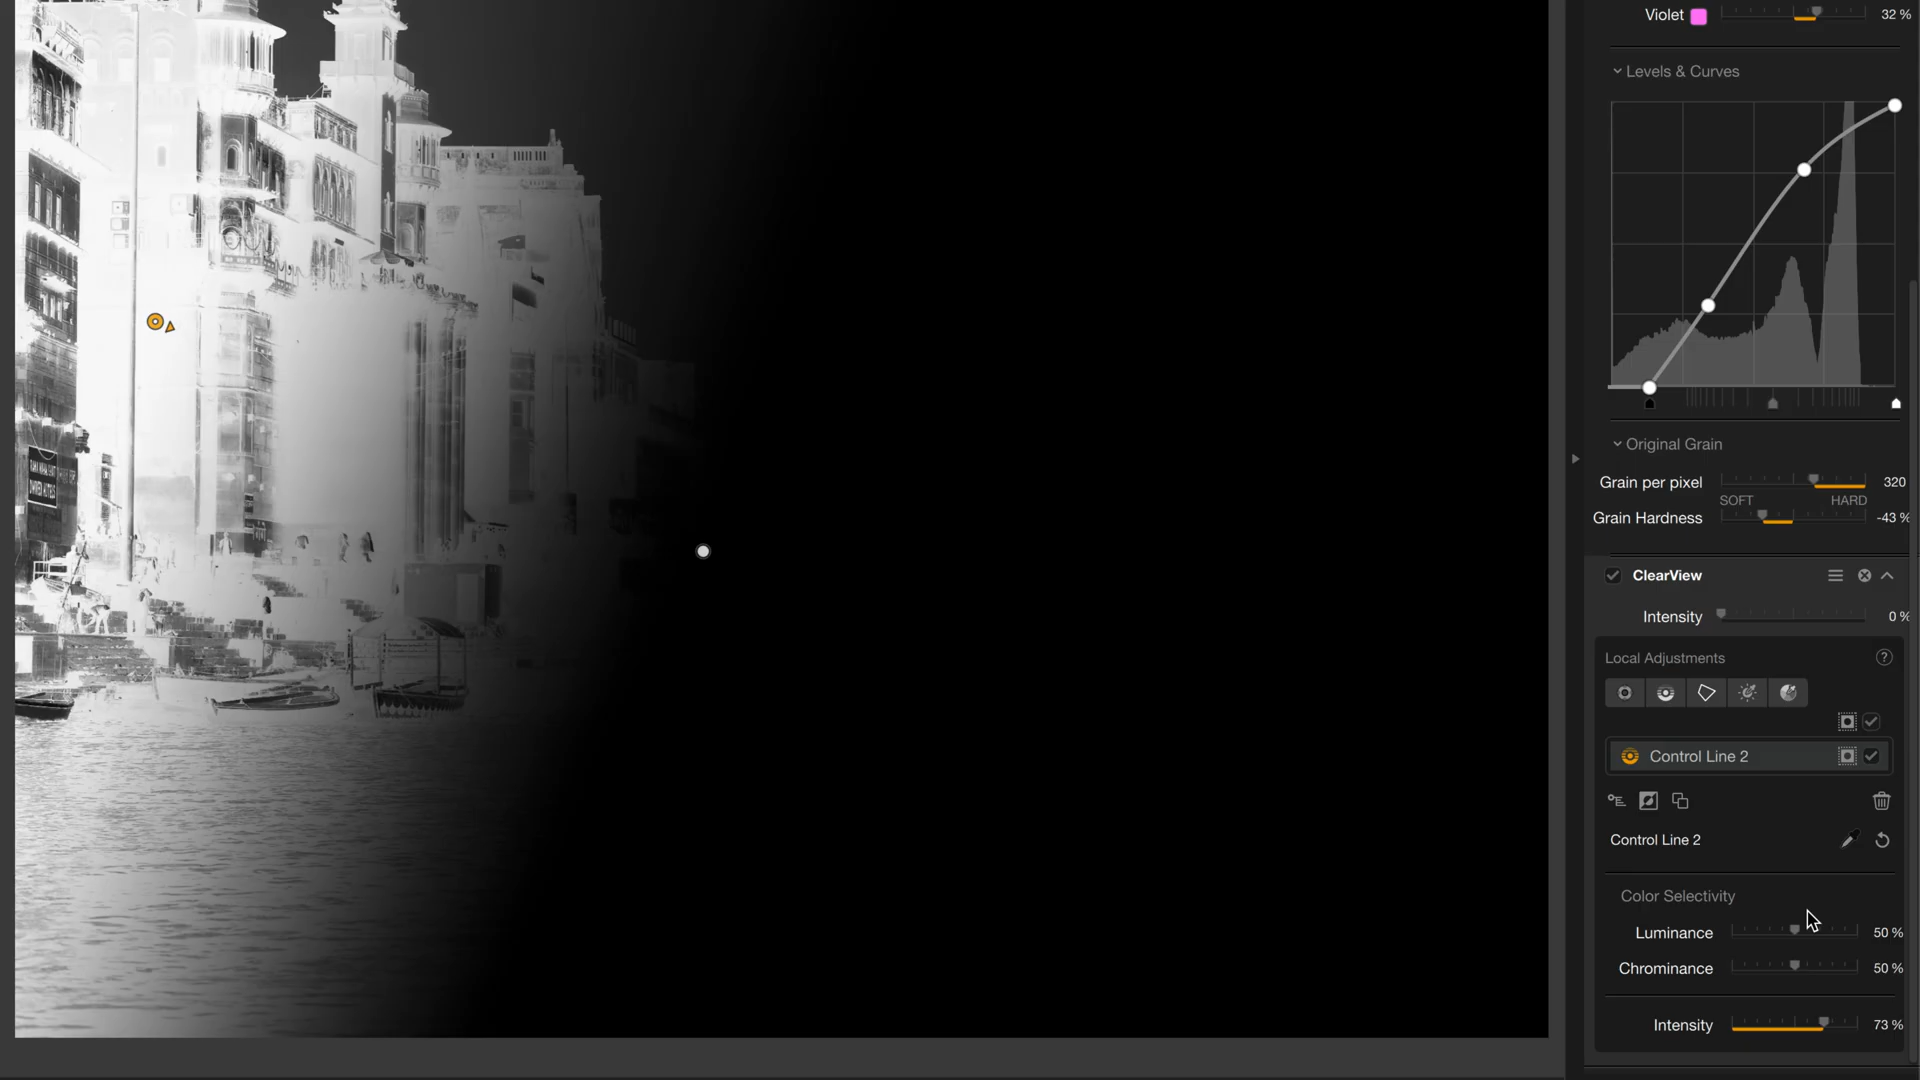 Violet 32 %
Levels & Curves
Original Grain
Grain per pixel 320
SOFT HARD
Grain Hardness -43 %
ClearView
Intensity 0 %
Local Adjustments ?
Control Line 2
Control Line 2
Color Selectivity
Luminance 50 %
Chrominance 50 %
Intensity 73 %